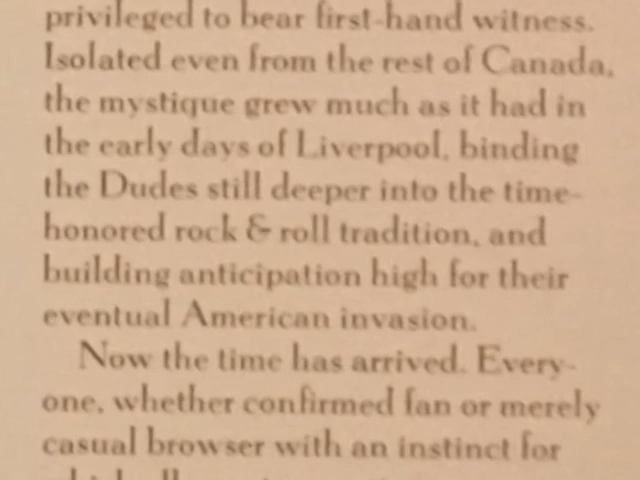 privileged to bear first-hand witness.
Isolated even from the rest of Canada,
the mystique grew much as it had in
the early days of Liverpool, binding
the Dudes still deeper into the time-
honored rock & roll tradition, and
building anticipation high for their
eventual American invasion.
Now the time has arrived. Every-
one, whether confirmed fan or merely
casual browser with an instinct for